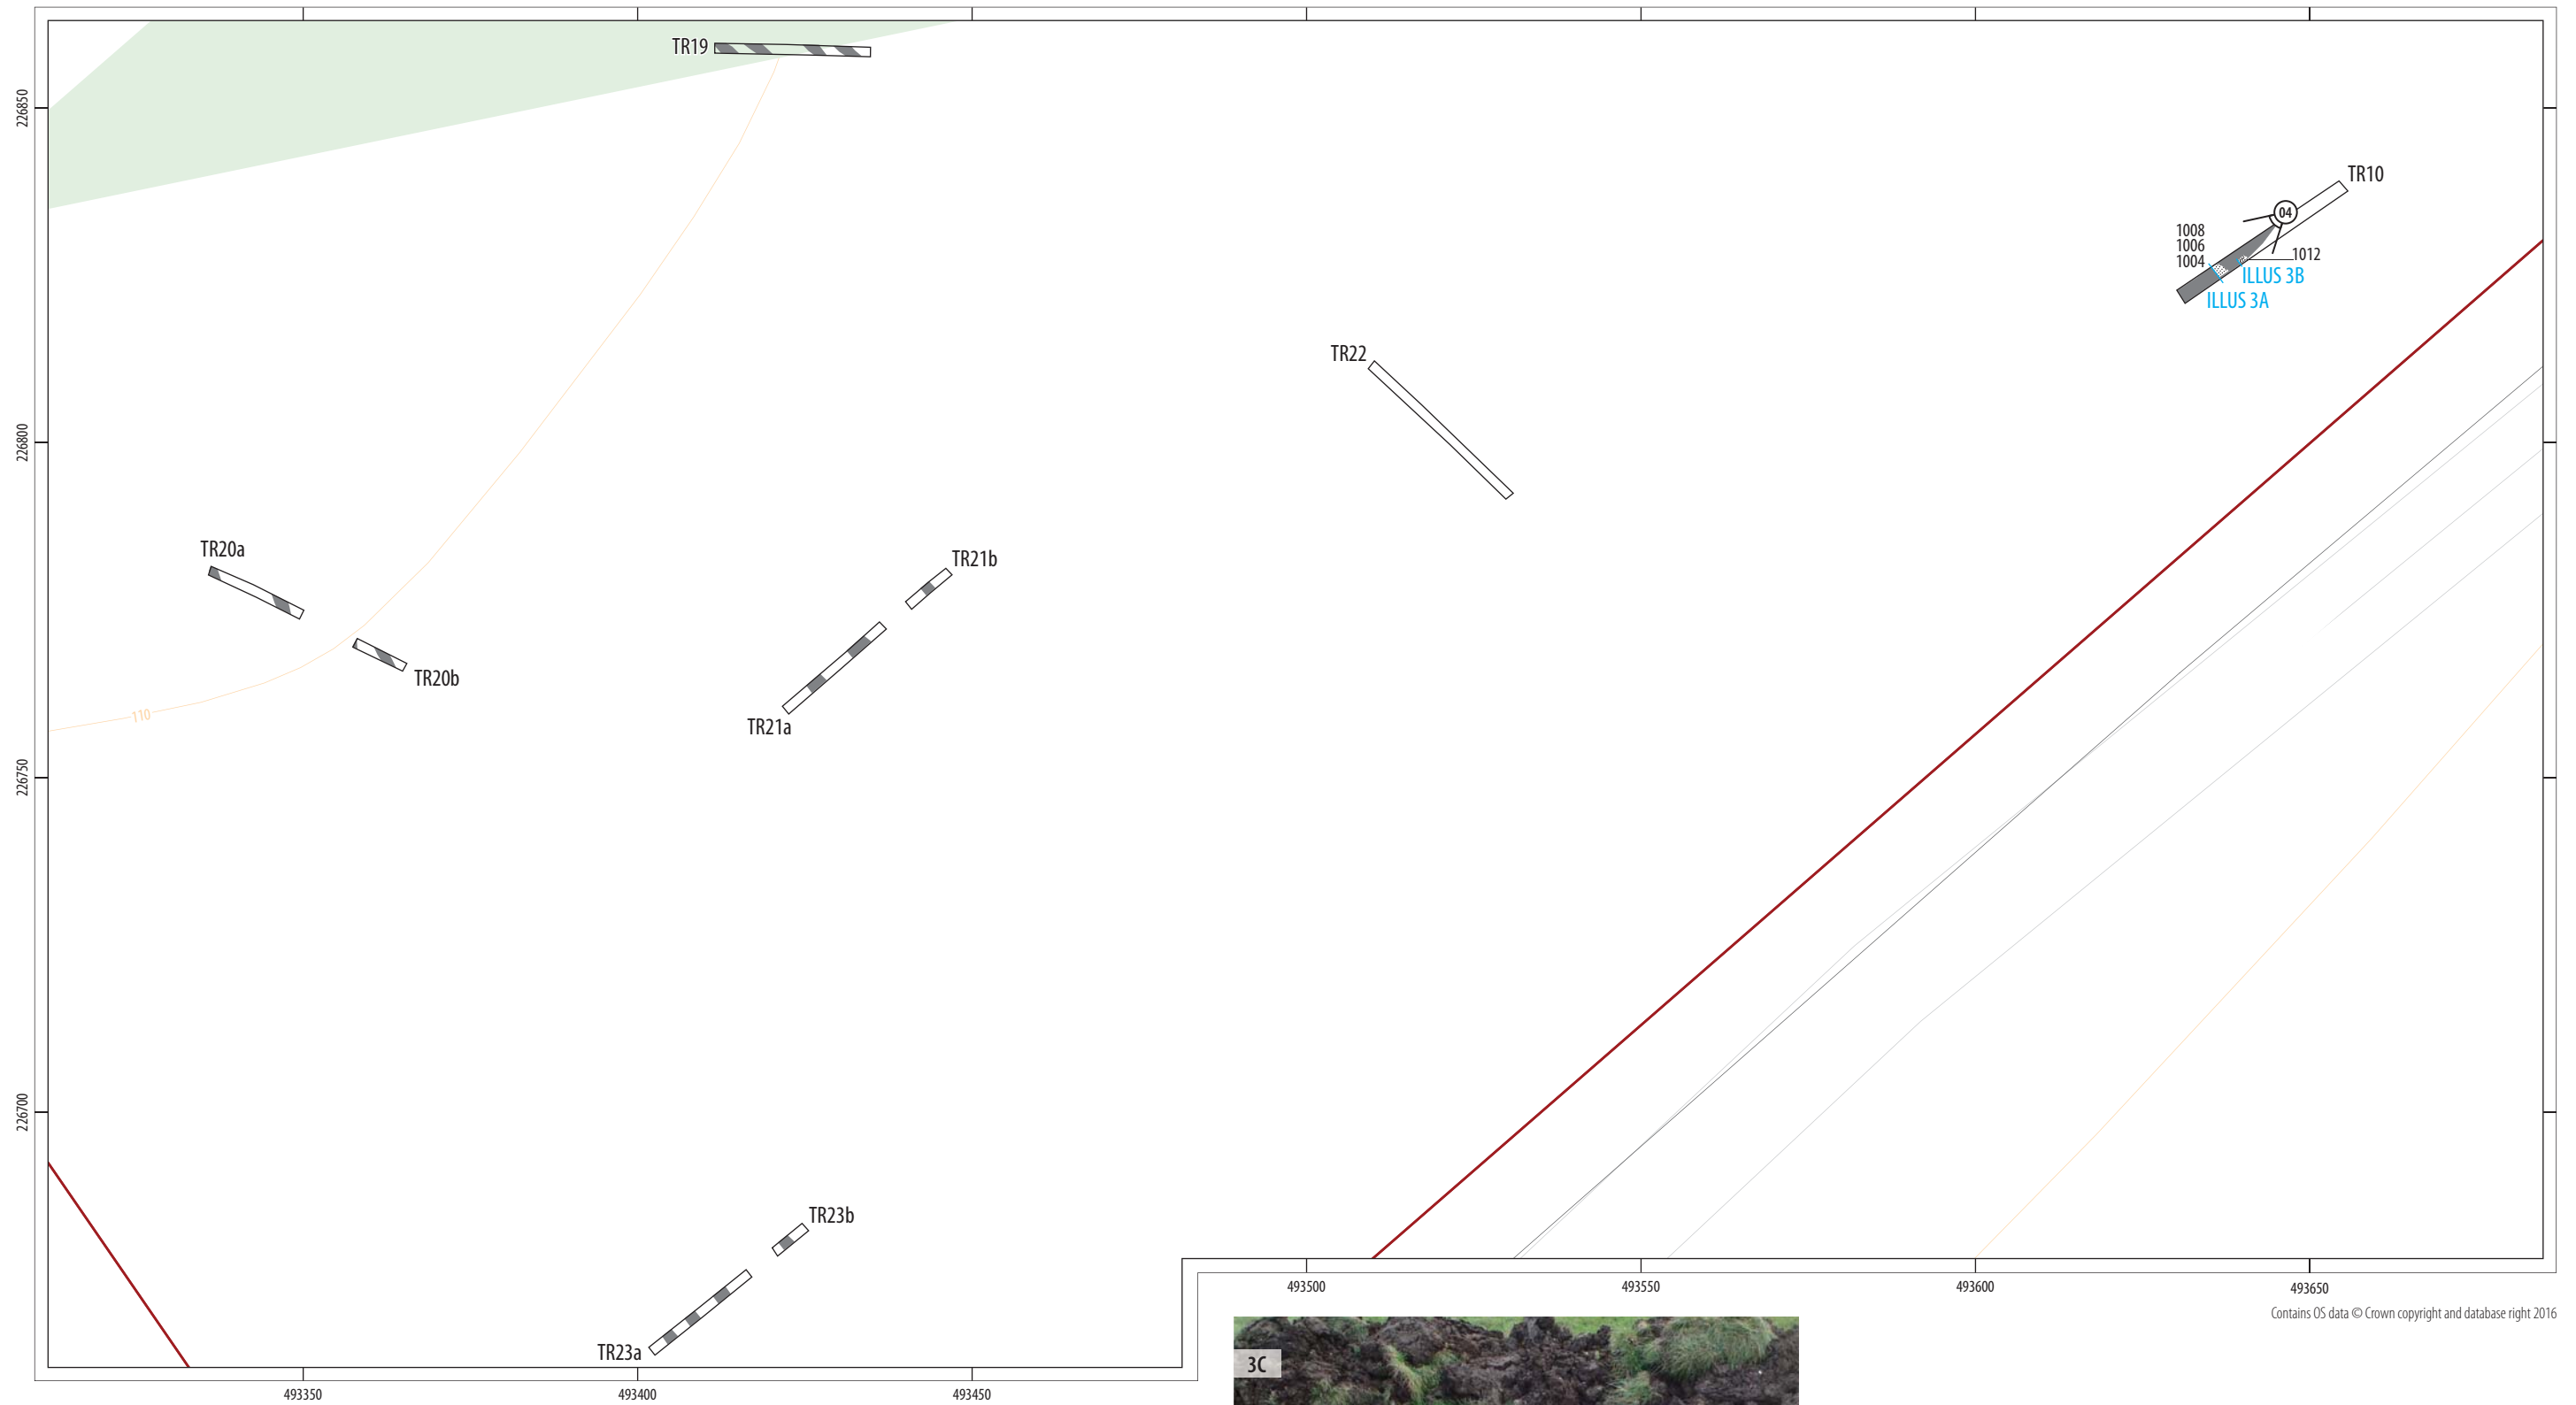 TR19
226850
TR10
04
1008
1006
1004
1012
ILLUS 3B
ILLUS 3A
TR22
226800
TR20a
TR21b
TR20b
110
TR21a
226750
226700
TR23b
TR23a
493500
493550
493600
493650
Contains OS data © Crown copyright and database right 2016
3C
493350
493400
493450